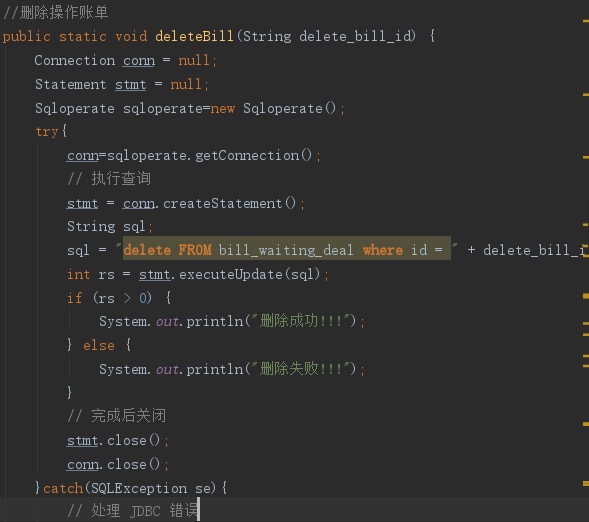 //删除操作账单
public static void deleteBill(String delete_bill_id) {
Connection conn = null;
Statement stmt = null;
Sqloperate sqloperate=new Sqloperate();
try{
conn=sqloperate.getConnection();
// 执行查询
stmt = conn.createStatement();
String sql;
sql = "delete FROM bill_waiting_deal where id = " + delete_bill_i
int rs = stmt.executeUpdate(sql);
if (rs > 0) {
System.out.println("删除成功!!!");
} else {
System.out.println("删除失败!!!");
}
// 完成后关闭
stmt.close();
conn.close();
}catch(SQLException se){
// 处理 JDBC 错误